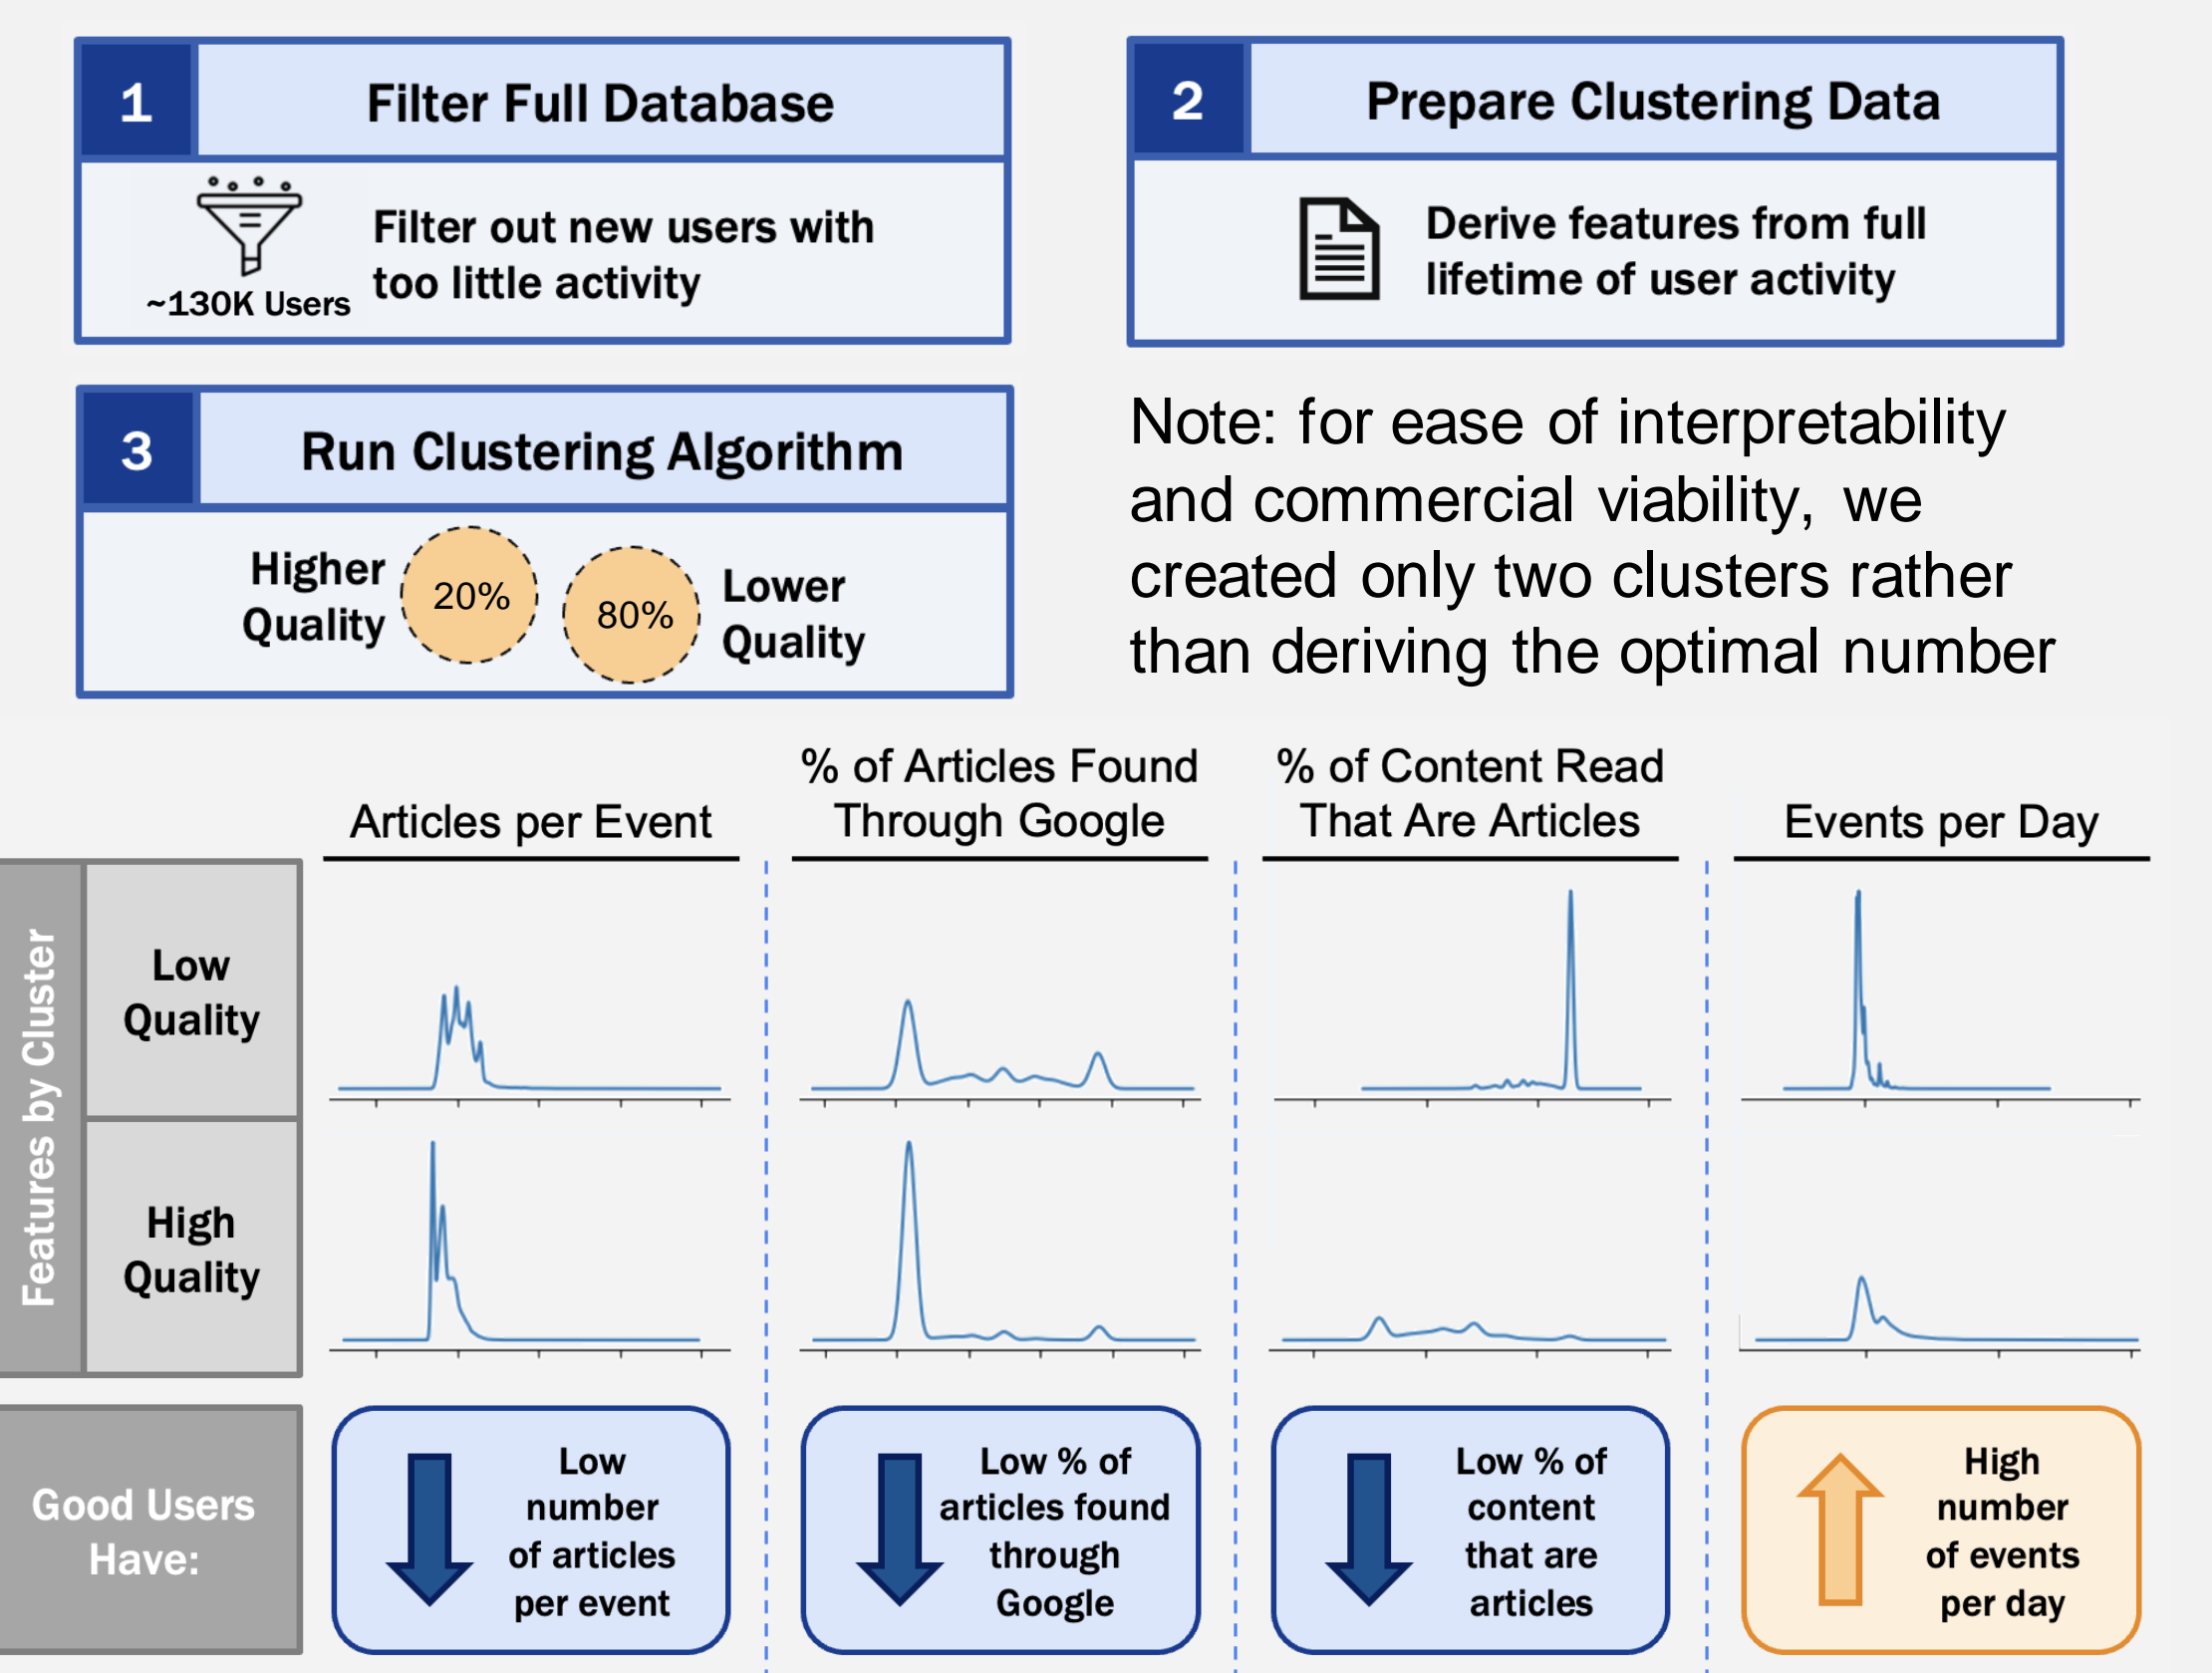 1
Filter Full Database
~130K Users
Filter out new users with
too little activity
2
Prepare Clustering Data
Derive features from full
lifetime of user activity
3
Run Clustering Algorithm
Higher
Quality
20%
80%
Lower
Quality
Note: for ease of interpretability
and commercial viability, we
created only two clusters rather
than deriving the optimal number
Articles per Event
% of Articles Found
Through Google
% of Content Read
That Are Articles
Events per Day
Features by Cluster
Low
Quality
High
Quality
Good Users
Have:
Low
number
of articles
per event
Low % of
articles found
through
Google
Low % of
content
that are
articles
High
number
of events
per day